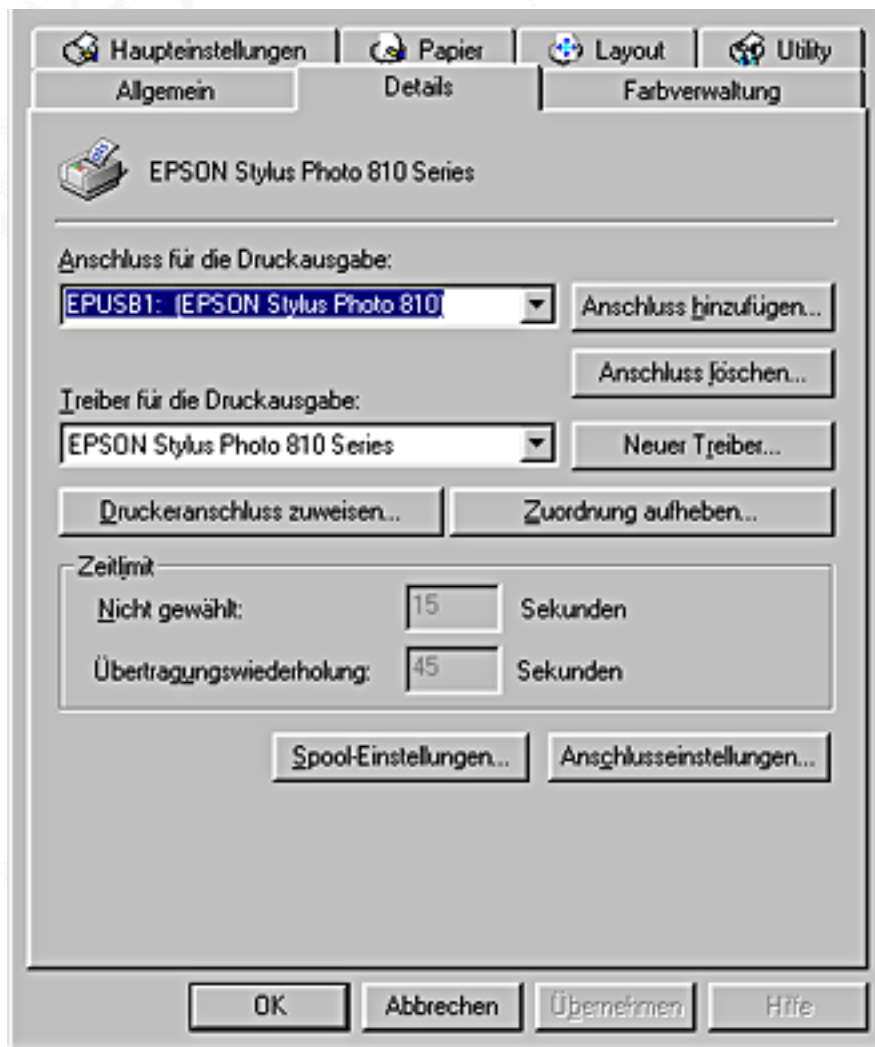 Haupteinstellungen Papier Layout Utility
Allgemein Details Farbverwaltung
EPSON Stylus Photo 810 Series
Anschluss für die Druckausgabe:
EPUSB1: (EPSON Stylus Photo 810)
Anschluss hinzufügen...
Anschluss löschen...
Treiber für die Druckausgabe:
EPSON Stylus Photo 810 Series
Neuer Treiber...
Druckeranschluss zuweisen... Zuordnung aufheben...
Zeitlimit
Nicht gewählt: 15 Sekunden
Übertragungswiederholung: 45 Sekunden
Spool-Einstellungen... Anschlusseinstellungen...
OK Abbrechen Übernehmen Hilfe